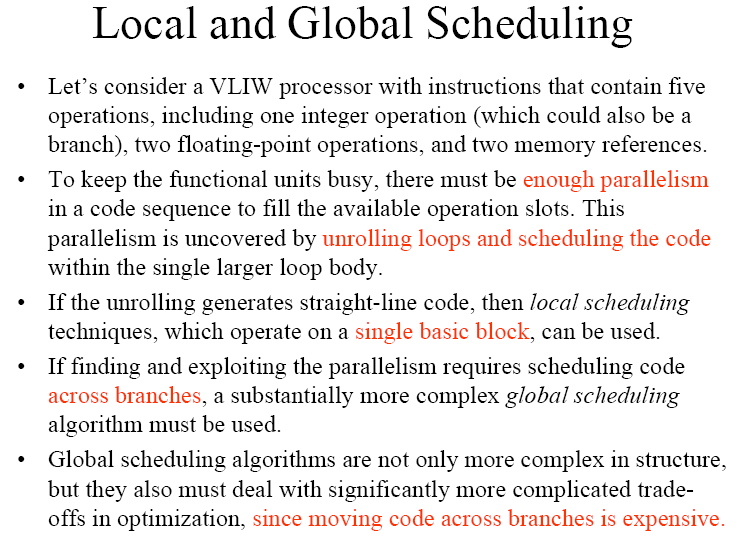 Local and Global Scheduling
• Let's consider a VLIW processor with instructions that contain five
operations, including one integer operation (which could also be a
branch), two floating-point operations, and two memory references.
• To keep the functional units busy, there must be enough parallelism
in a code sequence to fill the available operation slots. This
parallelism is uncovered by unrolling loops and scheduling the code
within the single larger loop body.
• If the unrolling generates straight-line code, then local scheduling
techniques, which operate on a single basic block, can be used.
• If finding and exploiting the parallelism requires scheduling code
across branches, a substantially more complex global scheduling
algorithm must be used.
• Global scheduling algorithms are not only more complex in structure,
but they also must deal with significantly more complicated trade-
offs in optimization, since moving code across branches is expensive.